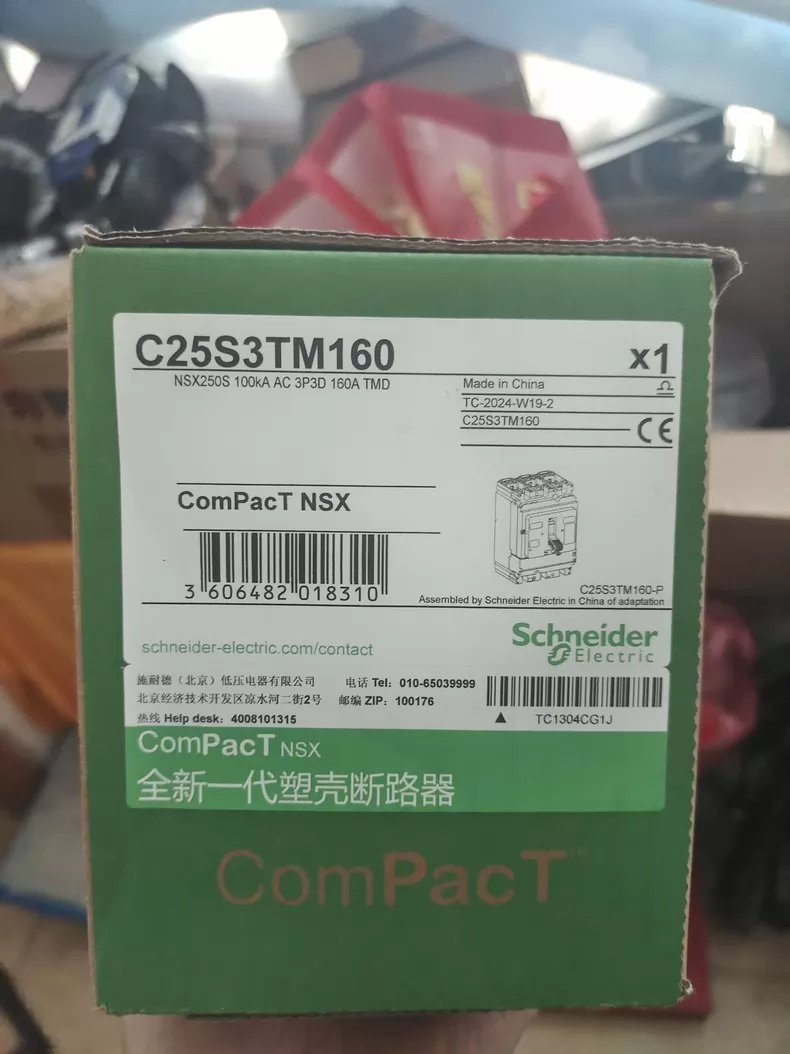 C25S3TM160
x1
NSX250S 100kA AC 3P3D 160A TMD
Made in China
TC-2024-W19-2
C25S3TM160
CE
ComPacT NSX
3 606482 018310
C25S3TM160-P
Assembled by Schneider Electric in China of adaptation
schneider-electric.com/contact
Schneider
Electric
施耐德（北京）低压电器有限公司 电话 Tel: 010-65039999
北京经济技术开发区凉水河二街2号 邮编 ZIP: 100176
热线 Help desk: 4008101315
TC1304CG1J
ComPacT NSX
全新一代塑壳断路器
ComPacT™